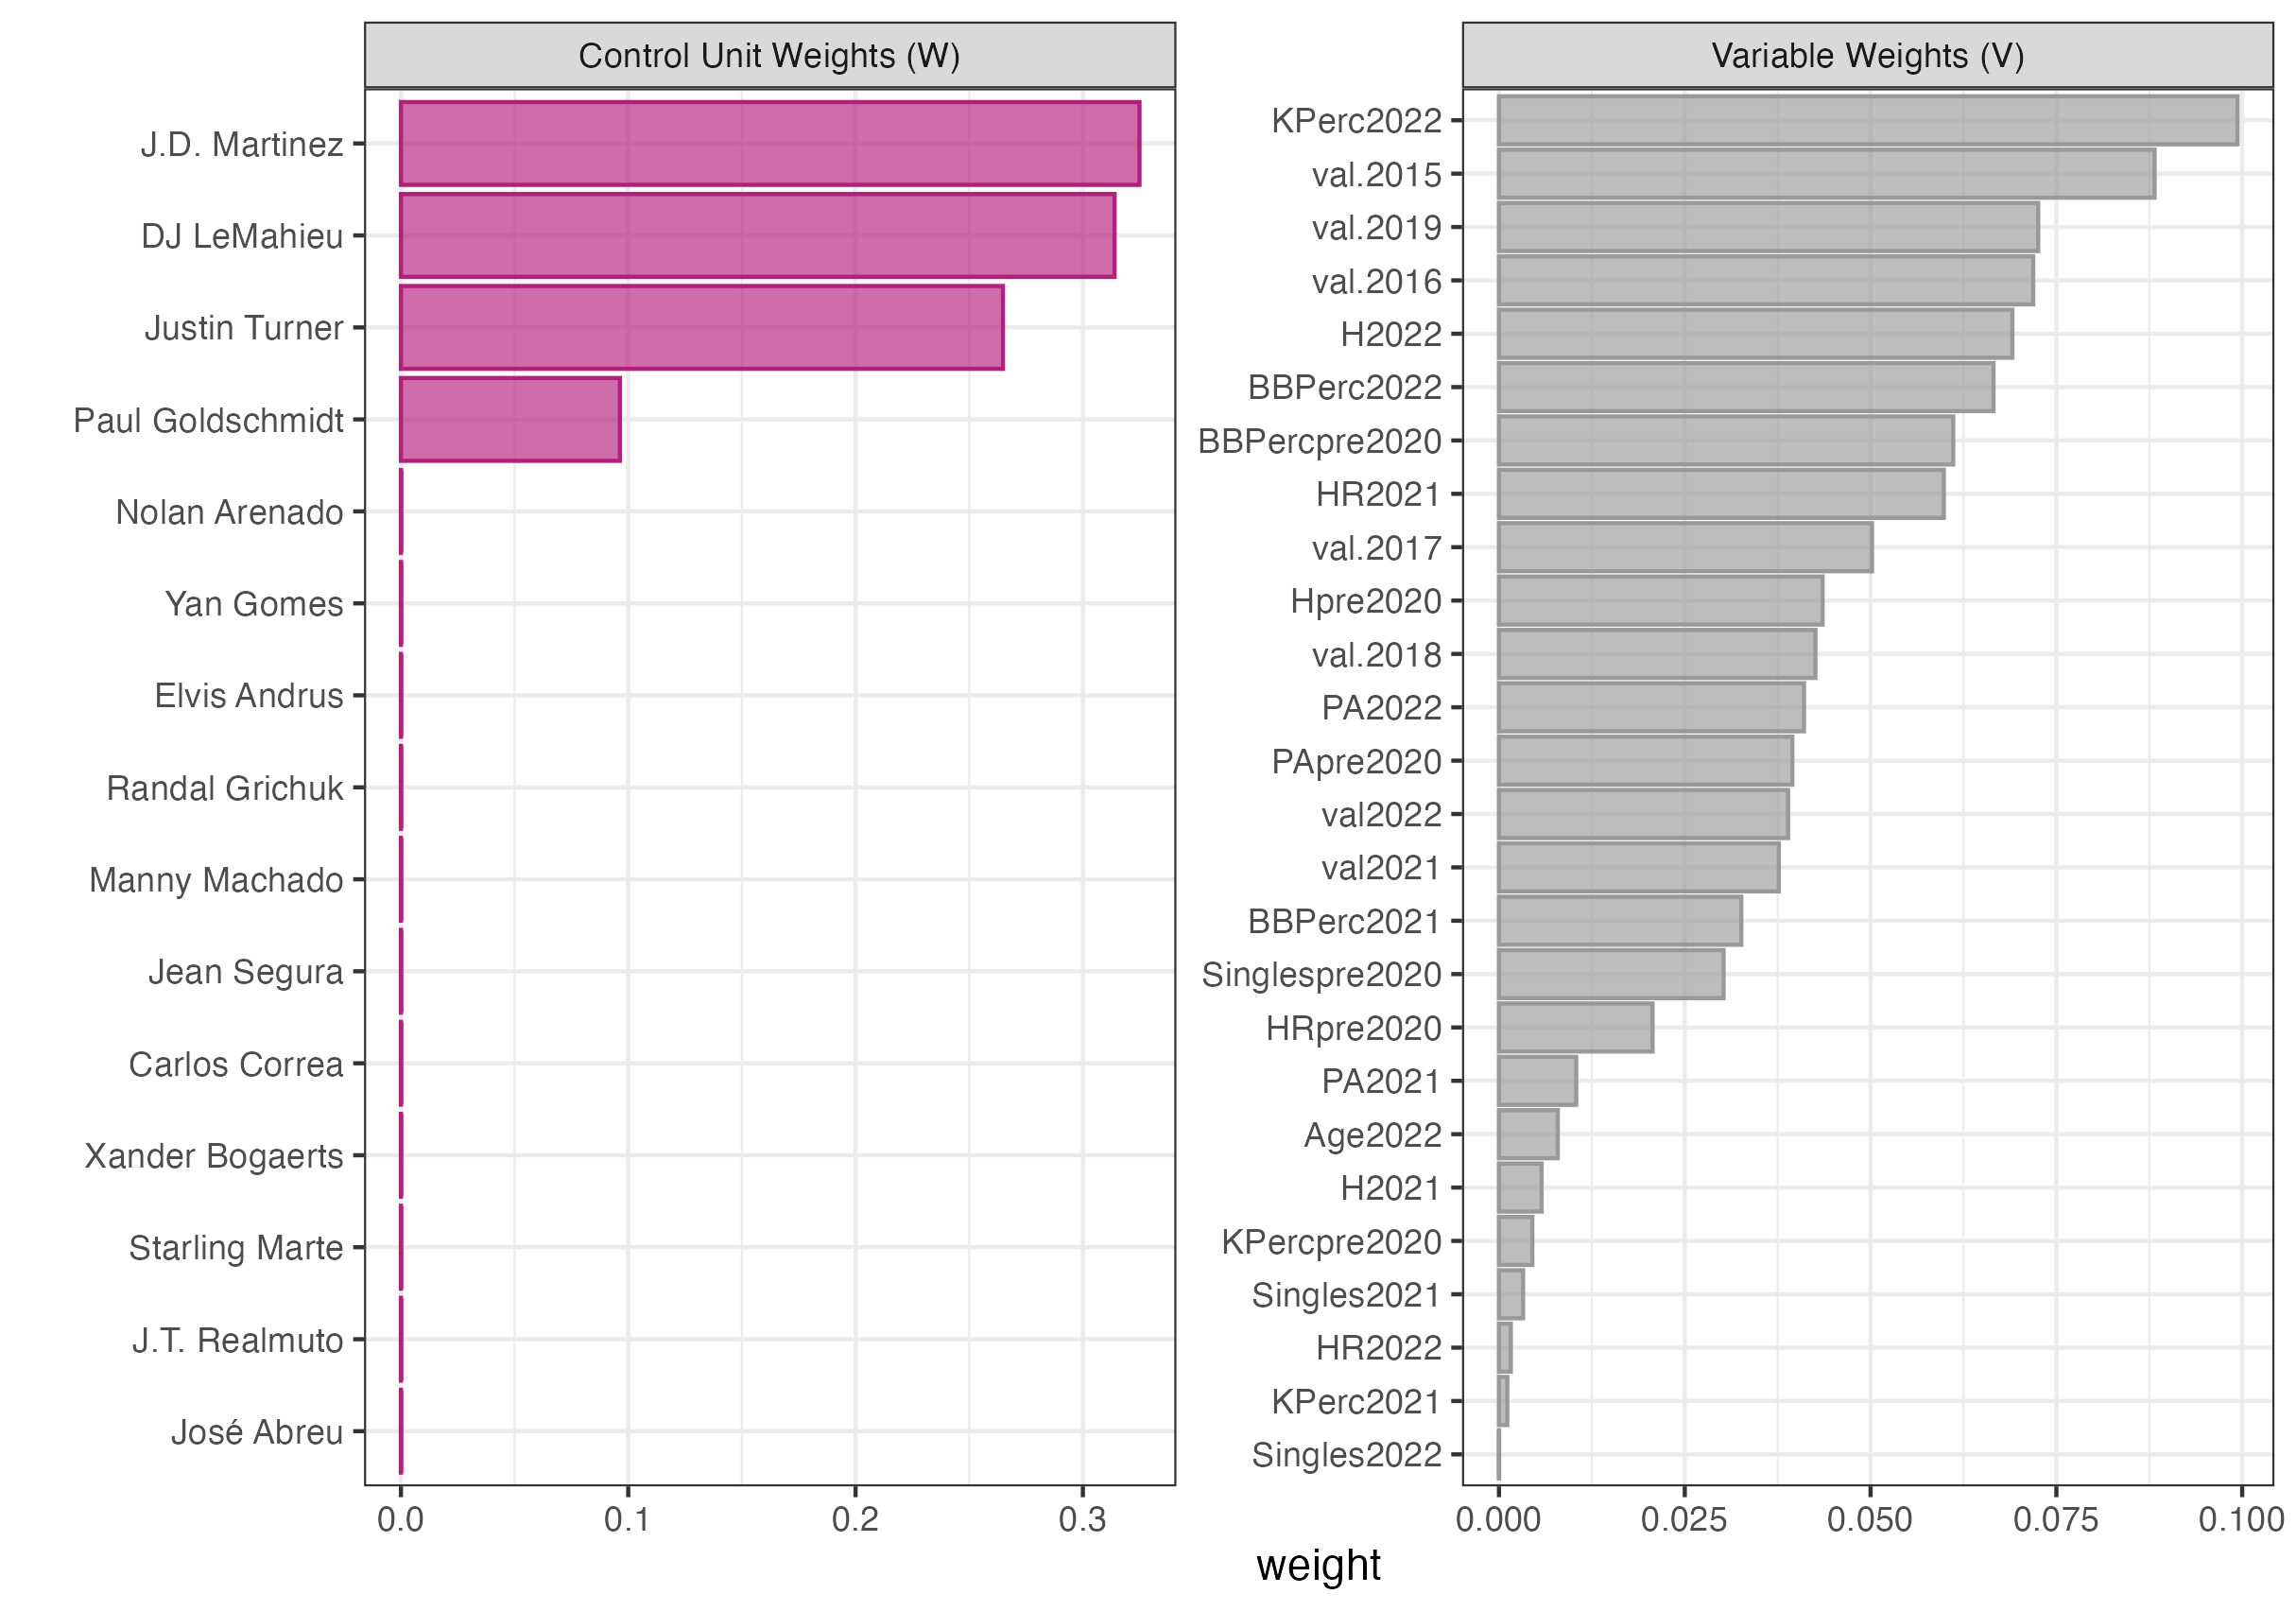 Control Unit Weights (W)
J.D. Martinez
DJ LeMahieu
Justin Turner
Paul Goldschmidt
Nolan Arenado
Yan Gomes
Elvis Andrus
Randal Grichuk
Manny Machado
Jean Segura
Carlos Correa
Xander Bogaerts
Starling Marte
J.T. Realmuto
José Abreu
0.0 0.1 0.2 0.3
Variable Weights (V)
KPerc2022
val.2015
val.2019
val.2016
H2022
BBPerc2022
BBPercpre2020
HR2021
val.2017
Hpre2020
val.2018
PA2022
PApre2020
val2022
val2021
BBPerc2021
Singlespre2020
HRpre2020
PA2021
Age2022
H2021
KPercpre2020
Singles2021
HR2022
KPerc2021
Singles2022
0.000 0.025 0.050 0.075 0.100
weight